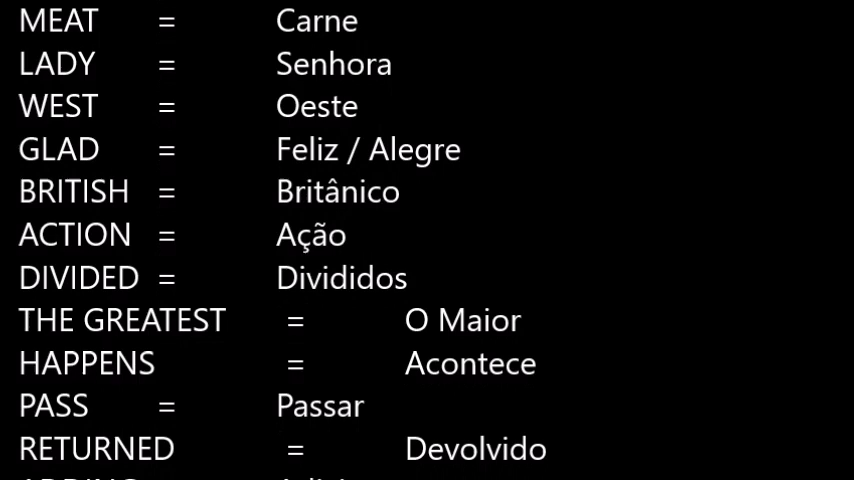 MEAT = Carne
LADY = Senhora
WEST = Oeste
GLAD = Feliz / Alegre
BRITISH = Britânico
ACTION = Ação
DIVIDED = Divididos
THE GREATEST = O Maior
HAPPENS = Acontece
PASS = Passar
RETURNED = Devolvido